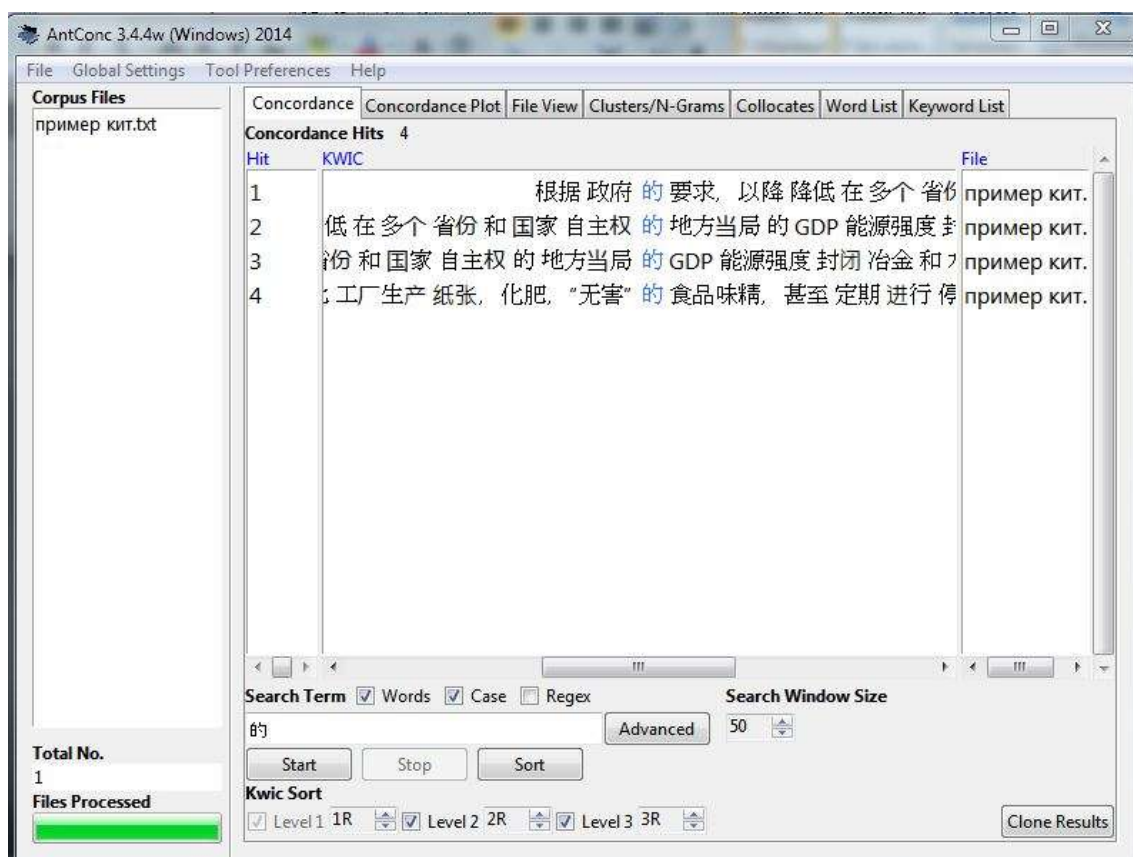 AntConc 3.4.4w (Windows) 2014
File Global Settings Tool Preferences Help
Corpus Files
пример кит.txt
Concordance Concordance Plot File View Clusters/N-Grams Collocates Word List Keyword List
Concordance Hits 4
Hit KWIC File
1 根据 政府 的 要求, 以降 降低 在 多个 省 пример кит.
2 低 在 多个 省份 和 国家 自主权 的 地方当局 的 GDP 能源强度 пример кит.
3 份 和 国家 自主权 的 地方当局 的 GDP 能源强度 封闭 冶金 和 пример кит.
4 工厂生产 纸张, 化肥, “无害” 的 食品味精, 甚至 定期 进行 停 пример кит.
Search Term Words Case Regex Search Window Size
的 Advanced 50
Total No.
1
Start Stop Sort
Files Processed
Kwic Sort
Level 1 1R Level 2 2R Level 3 3R Clone Results